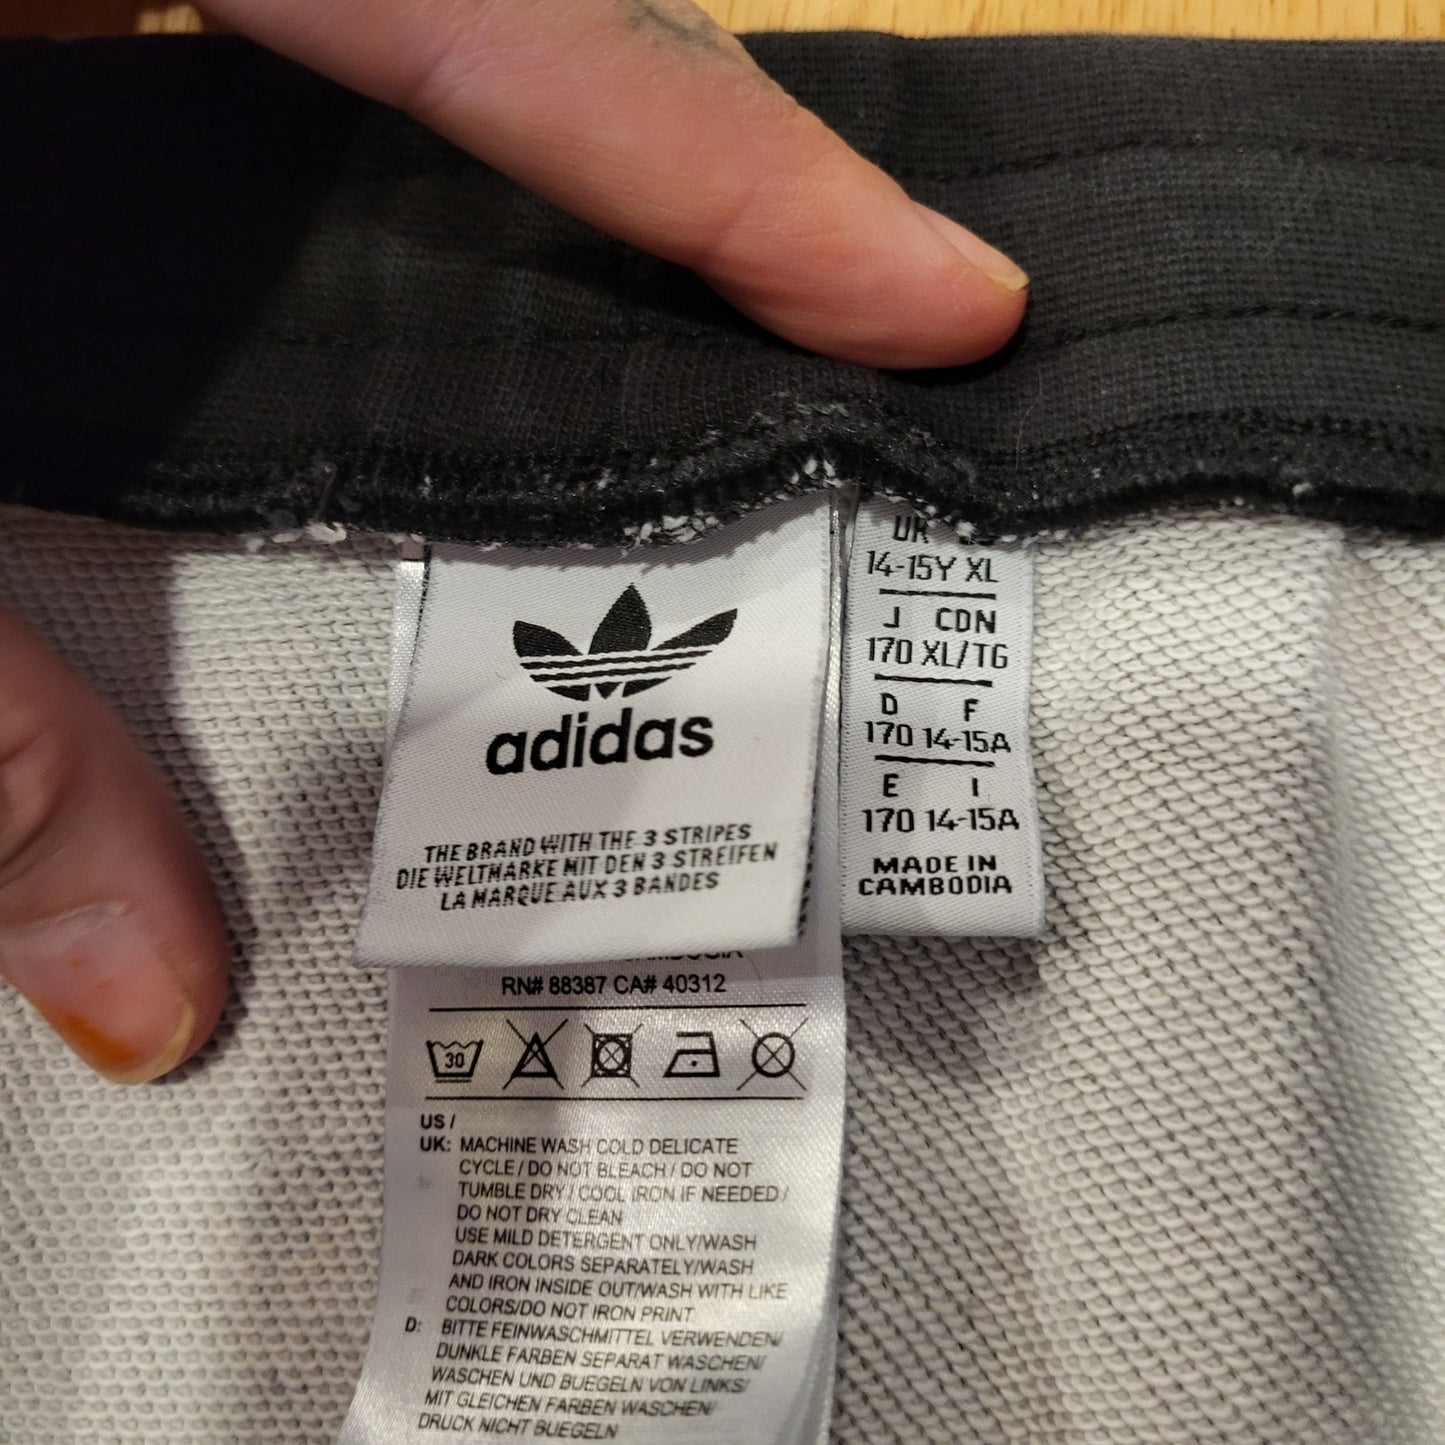 adidas
THE BRAND WITH THE 3 STRIPES
DIE WELTMARKE MIT DEN 3 STREIFEN
LA MARQUE AUX 3 BANDES
UK
14-15Y XL
J CDN
170 XL/TG
D F
170 14-15A
E I
170 14-15A
MADE IN
CAMBODIA
RN# 88387 CA# 40312
30
US /
UK: MACHINE WASH COLD DELICATE
CYCLE / DO NOT BLEACH / DO NOT
TUMBLE DRY / COOL IRON IF NEEDED /
DO NOT DRY CLEAN
USE MILD DETERGENT ONLY/WASH
DARK COLORS SEPARATELY/WASH
AND IRON INSIDE OUT/WASH WITH LIKE
COLORS/DO NOT IRON PRINT
D: BITTE FEINWASCHMITTEL VERWENDEN/
DUNKLE FARBEN SEPARAT WASCHEN/
WASCHEN UND BUEGELN VON LINKS/
MIT GLEICHEN FARBEN WASCHEN/
DRUCK NICHT BUEGELN